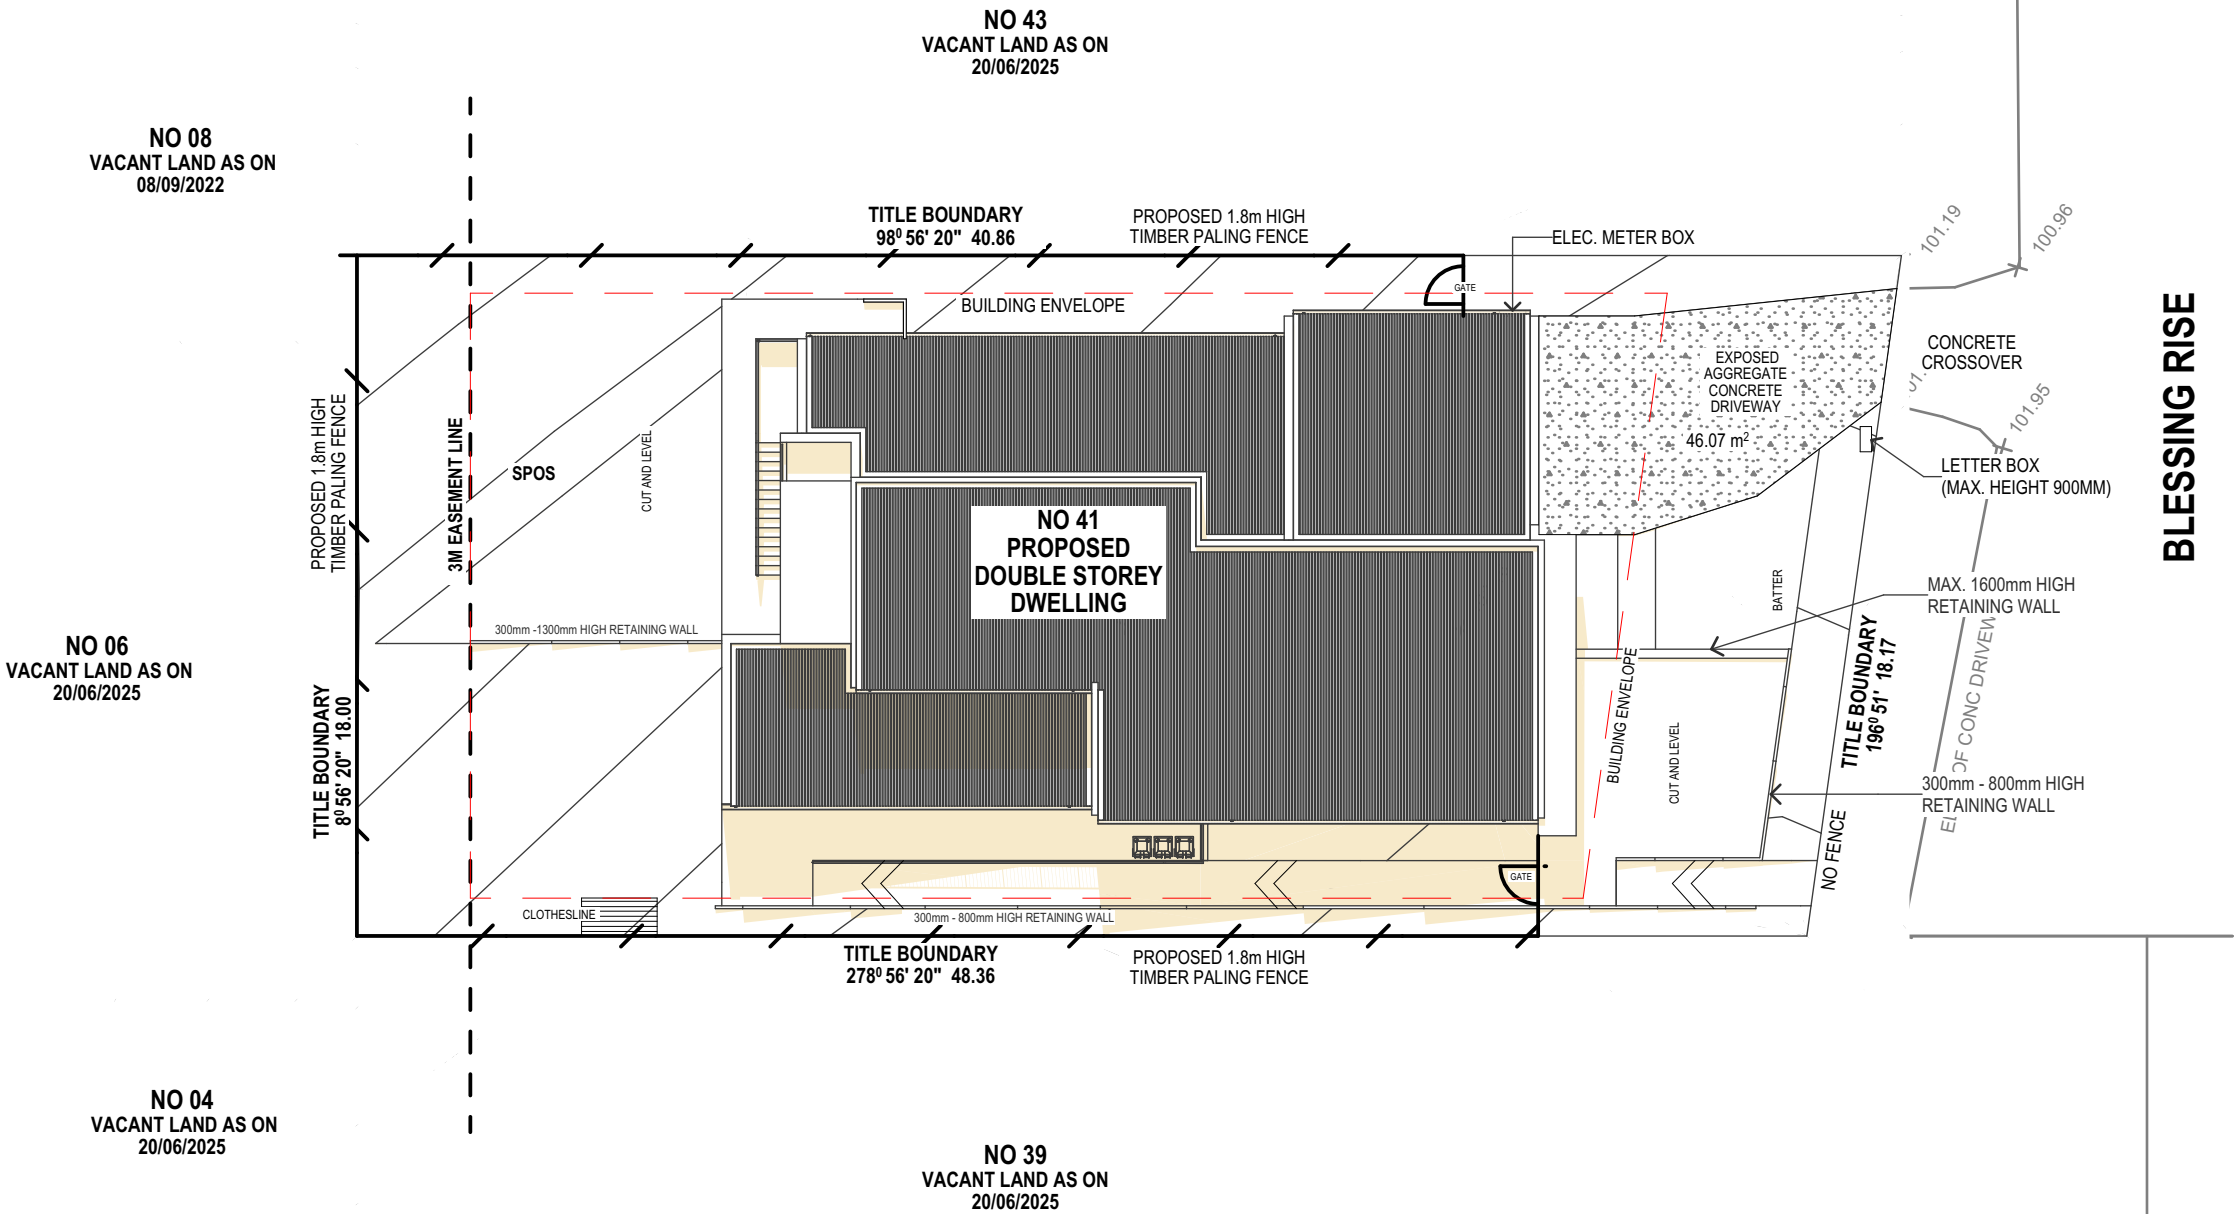 NO 43
VACANT LAND AS ON
20/06/2025
NO 08
VACANT LAND AS ON
08/09/2022
TITLE BOUNDARY
98⁰ 56' 20" 40.86
PROPOSED 1.8m HIGH
TIMBER PALING FENCE
ELEC. METER BOX
101.19
100.96
GATE
BUILDING ENVELOPE
BLESSING RISE
CONCRETE
CROSSOVER
EXPOSED
AGGREGATE
CONCRETE
DRIVEWAY
46.07 m²
101.95
LETTER BOX
(MAX. HEIGHT 900MM)
PROPOSED 1.8m HIGH
TIMBER PALING FENCE
3M EASEMENT LINE
SPOS
CUT AND LEVEL
NO 41
PROPOSED
DOUBLE STOREY
DWELLING
BATTER
MAX. 1600mm HIGH
RETAINING WALL
300mm -1300mm HIGH RETAINING WALL
NO 06
VACANT LAND AS ON
20/06/2025
TITLE BOUNDARY
8⁰ 56' 20" 18.00
BUILDING ENVELOPE
CUT AND LEVEL
TITLE BOUNDARY
196⁰ 51' 18.17
OF CONC DRIVEW
300mm - 800mm HIGH
RETAINING WALL
NO FENCE
GATE
CLOTHESLINE
300mm - 800mm HIGH RETAINING WALL
TITLE BOUNDARY
278⁰ 56' 20" 48.36
PROPOSED 1.8m HIGH
TIMBER PALING FENCE
NO 04
VACANT LAND AS ON
20/06/2025
NO 39
VACANT LAND AS ON
20/06/2025